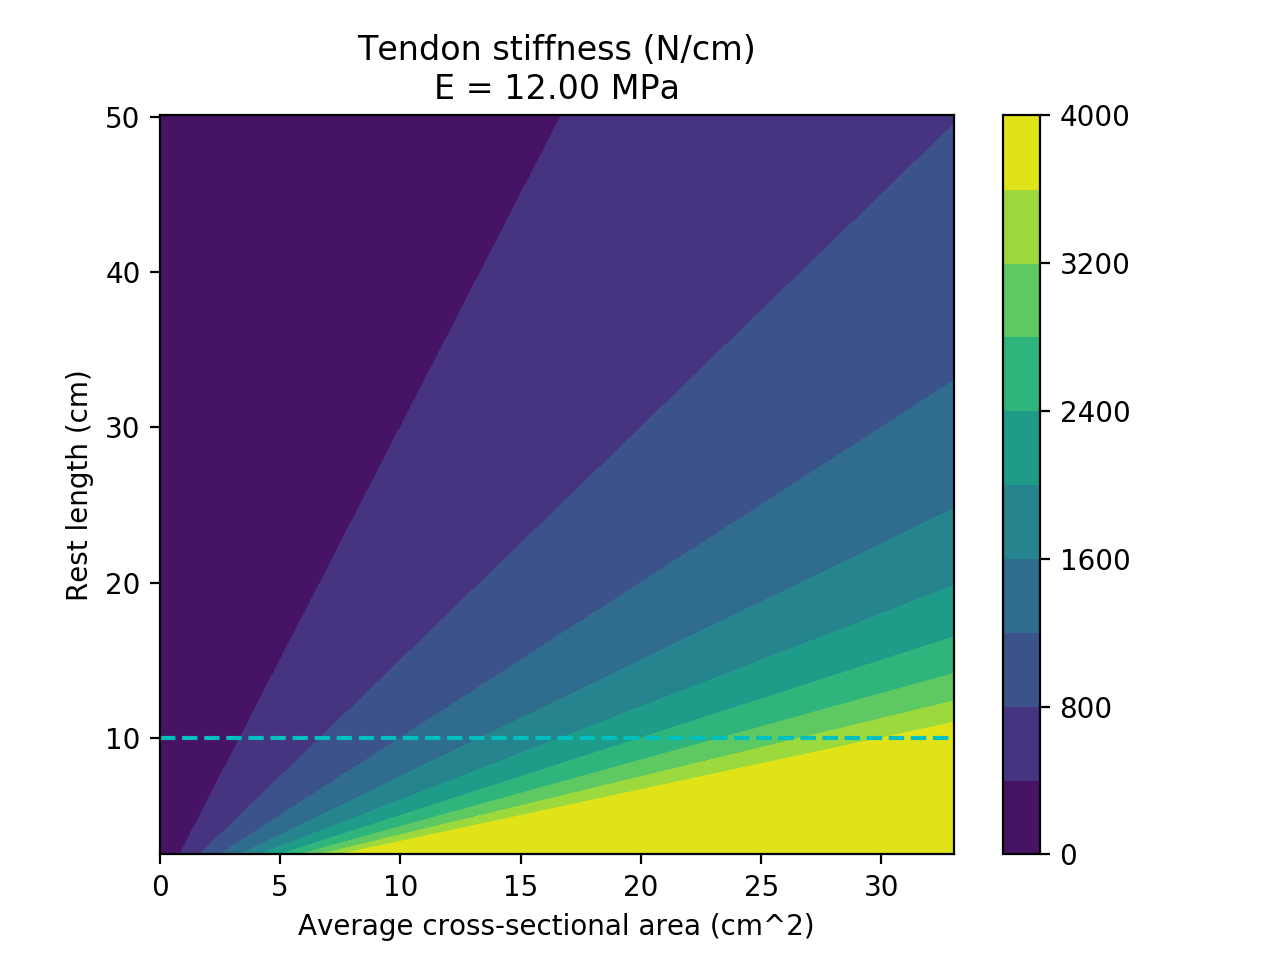 Tendon stiffness (N/cm)
E = 12.00 MPa
50
40
30
20
10
Rest length (cm)
0 5 10 15 20 25 30
Average cross-sectional area (cm^2)
4000
3200
2400
1600
800
0